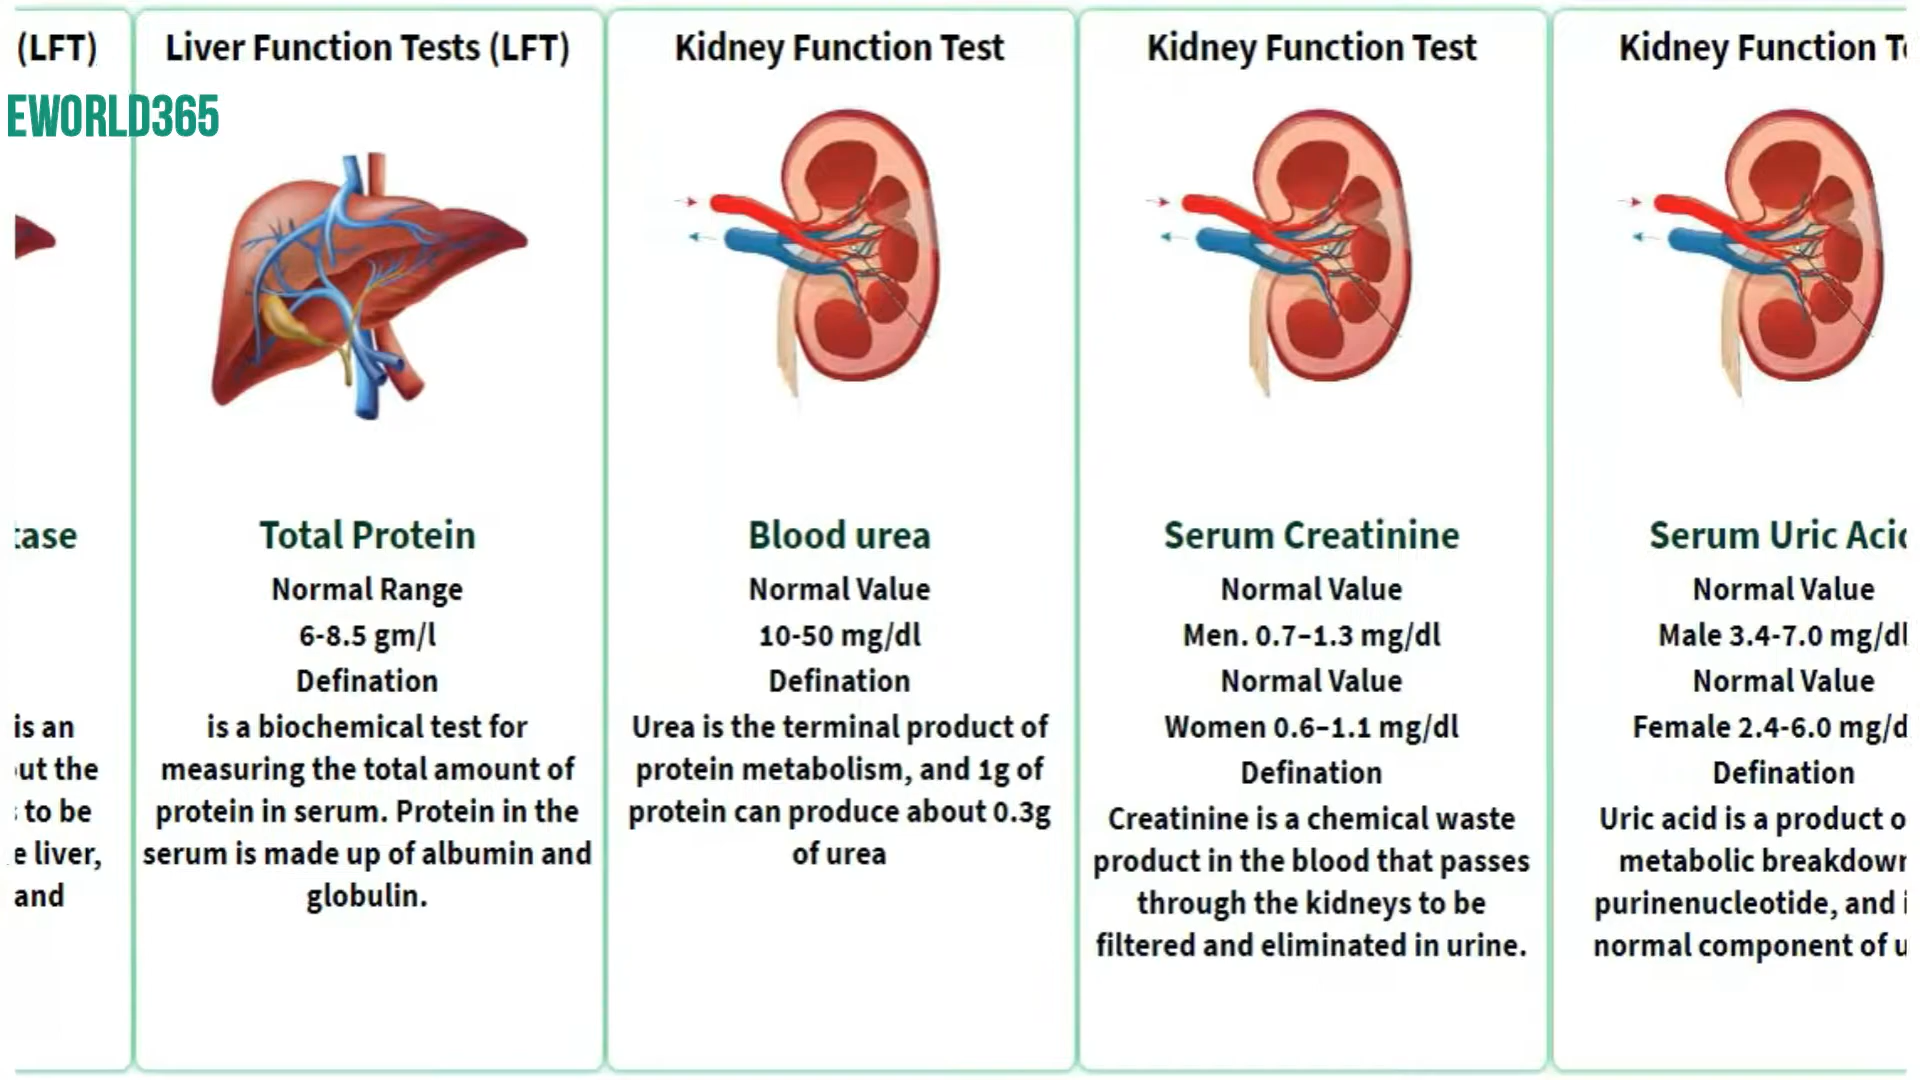 (LFT)
EWORLD365
is an
the
to be
liver,
and
Liver Function Tests (LFT)
Total Protein
Normal Range
6-8.5 gm/l
Defination
is a biochemical test for
measuring the total amount of
protein in serum. Protein in the
serum is made up of albumin and
globulin.
Kidney Function Test
Blood urea
Normal Value
10-50 mg/dl
Defination
Urea is the terminal product of
protein metabolism, and 1g of
protein can produce about 0.3g
of urea
Kidney Function Test
Serum Creatinine
Normal Value
Men. 0.7–1.3 mg/dl
Normal Value
Women 0.6–1.1 mg/dl
Defination
Creatinine is a chemical waste
product in the blood that passes
through the kidneys to be
filtered and eliminated in urine.
Kidney Function
Serum Uric
Normal Value
Male 3.4-7.0 mg/dl
Normal Value
Female 2.4-6.0
Defination
Uric acid is a product
metabolic
purinenucleotide, and
normal component of